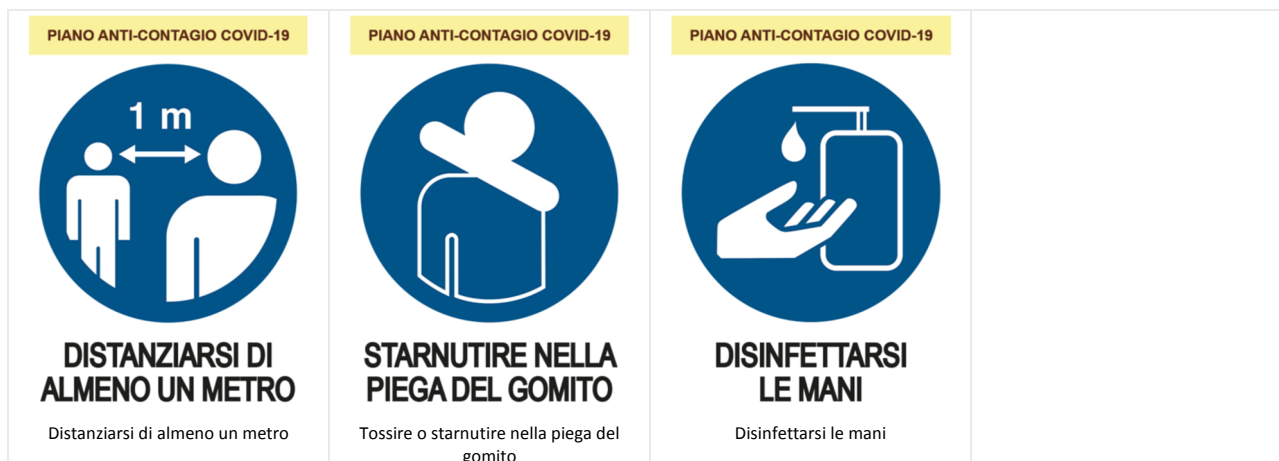 PIANO ANTI-CONTAGIO COVID-19
1 m
DISTANZIARSI DI
ALMENO UN METRO
Distanziarsi di almeno un metro
PIANO ANTI-CONTAGIO COVID-19
STARNUTIRE NELLA
PIEGA DEL GOMITO
Tossire o starnutire nella piega del
gomito
PIANO ANTI-CONTAGIO COVID-19
DISINFETTARSI
LE MANI
Disinfettarsi le mani